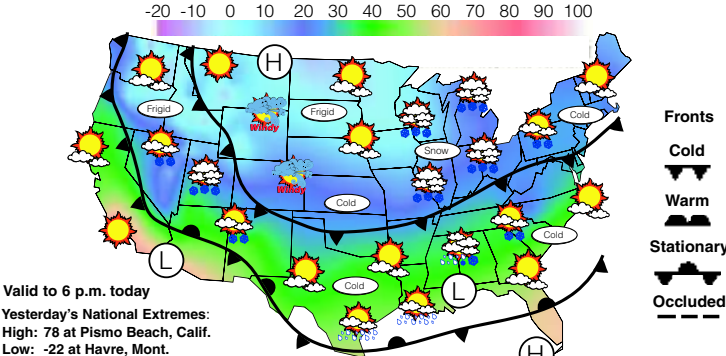 -20 -10 0 10 20 30 40 50 60 70 80 90 100
H
Frigid
Windy
Frigid
Cold
Snow
Windy
Cold
Cold
L
Cold
L
H
Fronts
Cold
Warm
Stationary
Occluded
Valid to 6 p.m. today
Yesterday's National Extremes:
High: 78 at Pismo Beach, Calif.
Low: -22 at Havre, Mont.